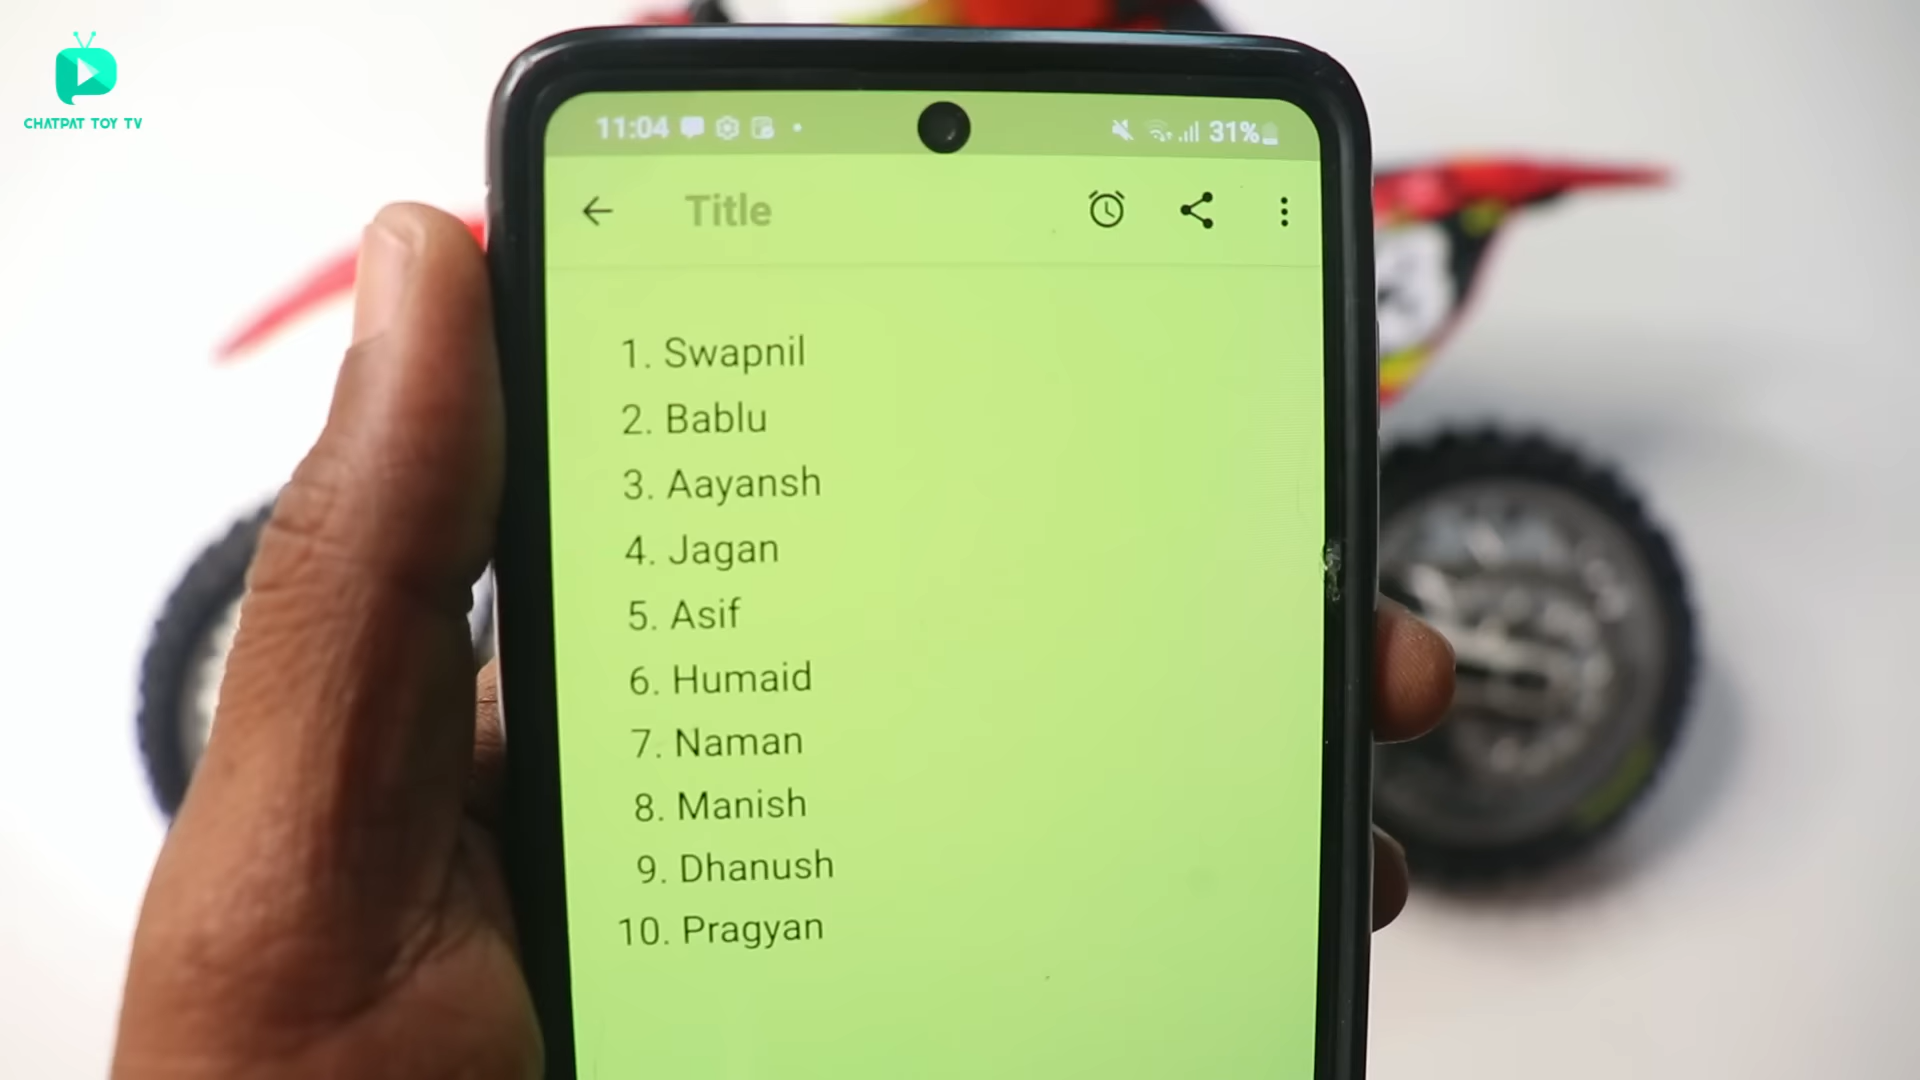 CHATPAT TOY TV
11:04 31%
Title
1. Swapnil
2. Bablu
3. Aayansh
4. Jagan
5. Asif
6. Humaid
7. Naman
8. Manish
9. Dhanush
10. Pragyan